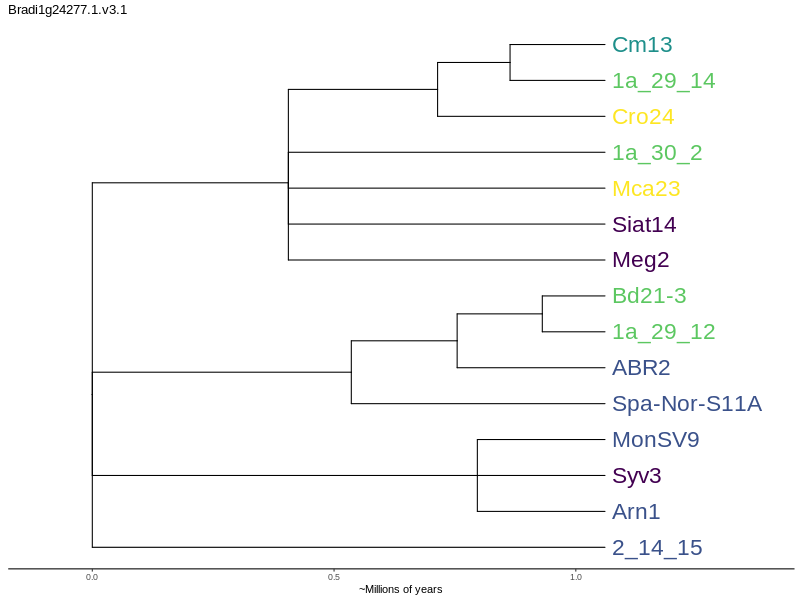 Bradi1g24277.1.v3.1
Cm13
1a_29_14
Cro24
1a_30_2
Mca23
Siat14
Meg2
Bd21-3
1a_29_12
ABR2
Spa-Nor-S11A
MonSV9
Syv3
Arn1
2_14_15
0.0 0.5 1.0
~Millions of years